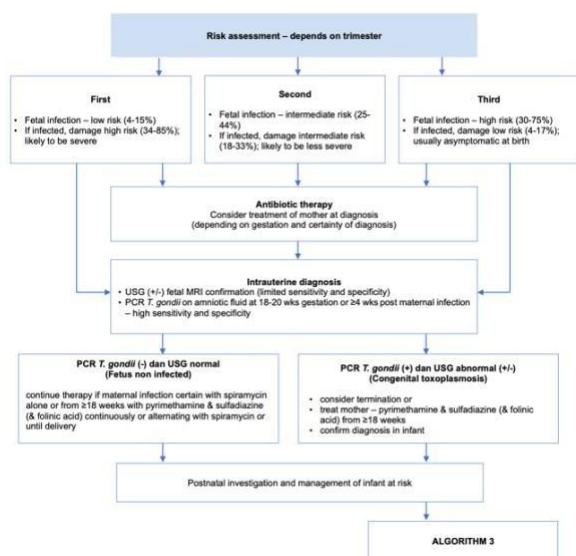 Risk assessment – depends on trimester
First
• Fetal infection – low risk (4-15%)
• If infected, damage high risk (34-85%);
likely to be severe
Second
• Fetal infection – intermediate risk (25-
44%)
• If infected, damage intermediate risk
(18-33%); likely to be less severe
Third
• Fetal infection – high risk (30-75%)
• If infected, damage low risk (4-17%);
usually asymptomatic at birth
Antibiotic therapy
Consider treatment of mother at diagnosis
(depending on gestation and certainty of diagnosis)
Intrauterine diagnosis
• USG (+/-) fetal MRI confirmation (limited sensitivity and specificity)
• PCR T. gondii on amniotic fluid at 18-20 wks gestation or ≥4 wks post maternal infection
– high sensitivity and specificity
PCR T. gondii (-) dan USG normal
(Fetus non infected)
continue therapy if maternal infection certain with spiramycin
alone or from ≥18 weeks with pyrimethamine & sulfadiazine
(& folinic acid) continuously or alternating with spiramycin or
until delivery
PCR T. gondii (+) dan USG abnormal (+/-)
(Congenital toxoplasmosis)
• consider termination or
• treat mother – pyrimethamine & sulfadiazine (& folinic
acid) from ≥18 weeks
• confirm diagnosis in infant
Postnatal investigation and management of infant at risk
ALGORITHM 3